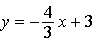 y = −4/3 x + 3